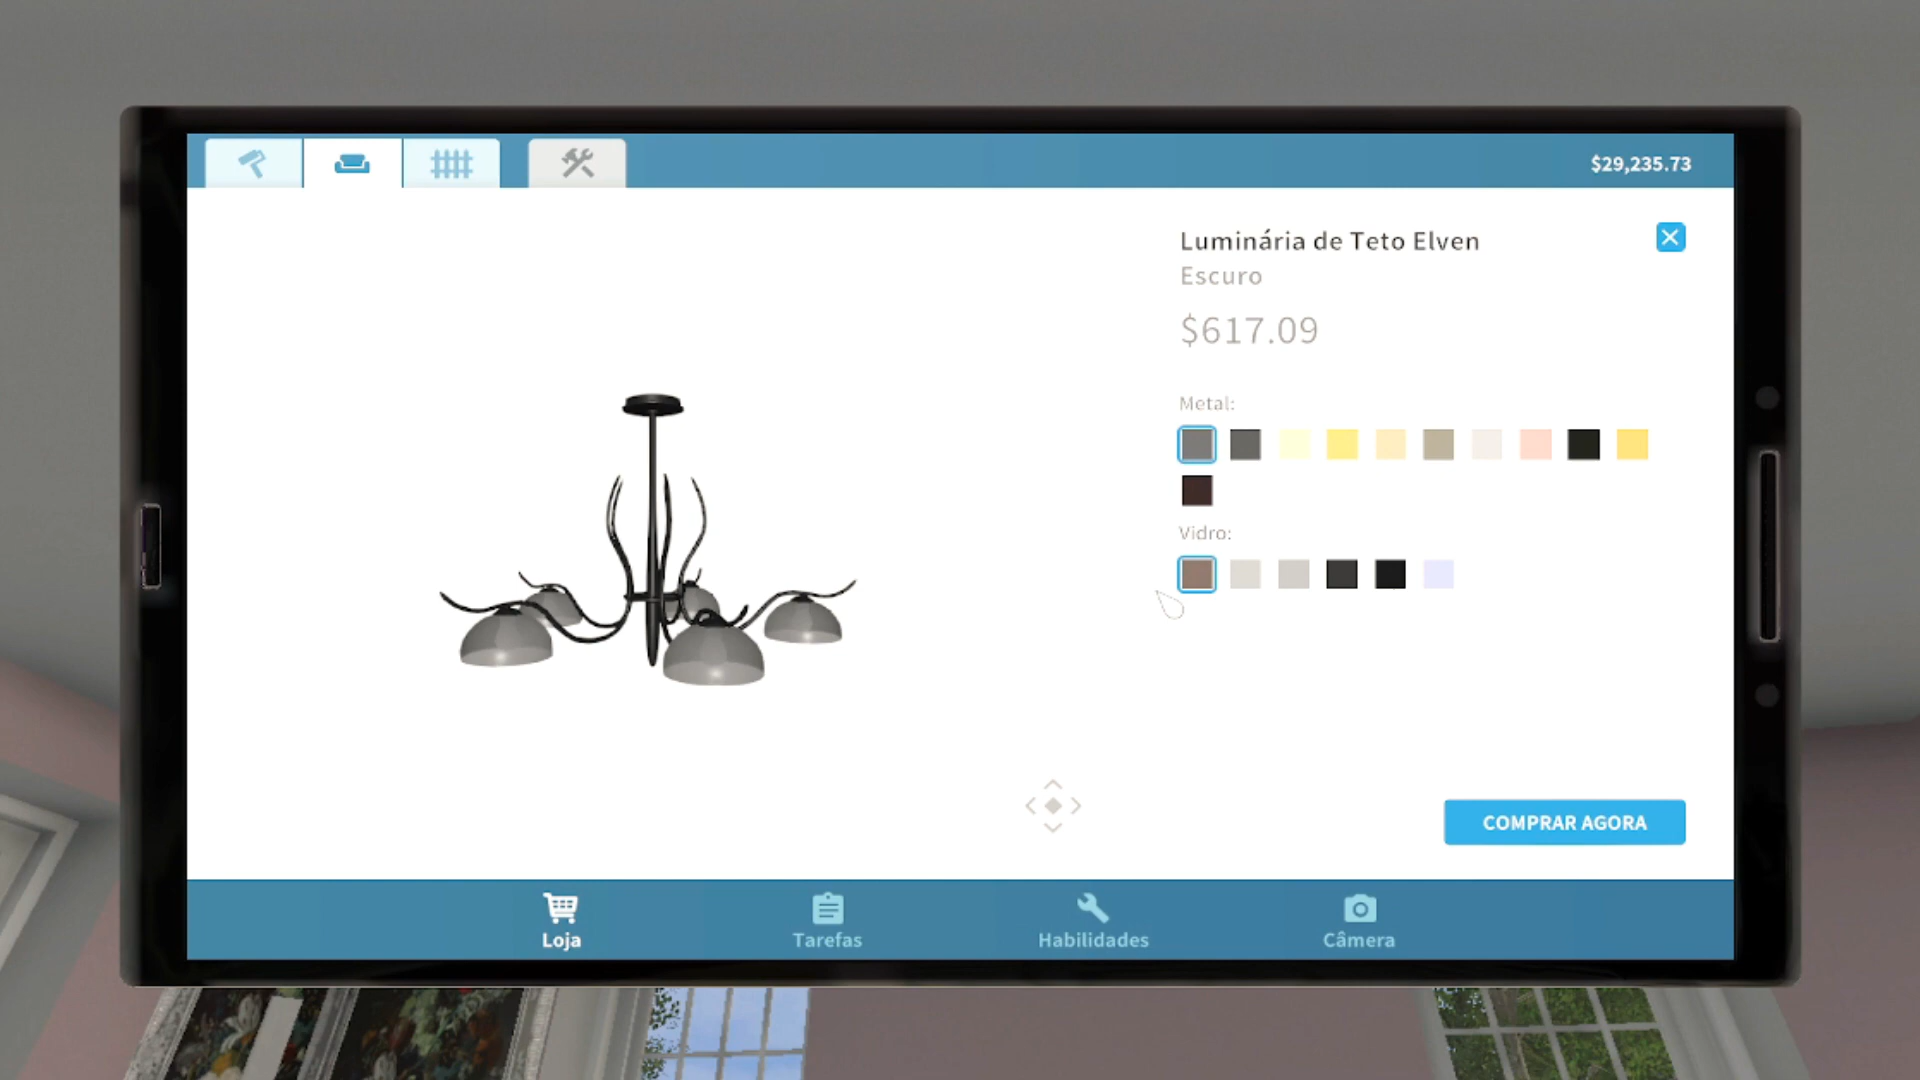 $29,235.73
Luminária de Teto Elven
Escuro
$617.09
Metal:
Vidro:
COMPRAR AGORA
Loja
Tarefas
Habilidades
Câmera